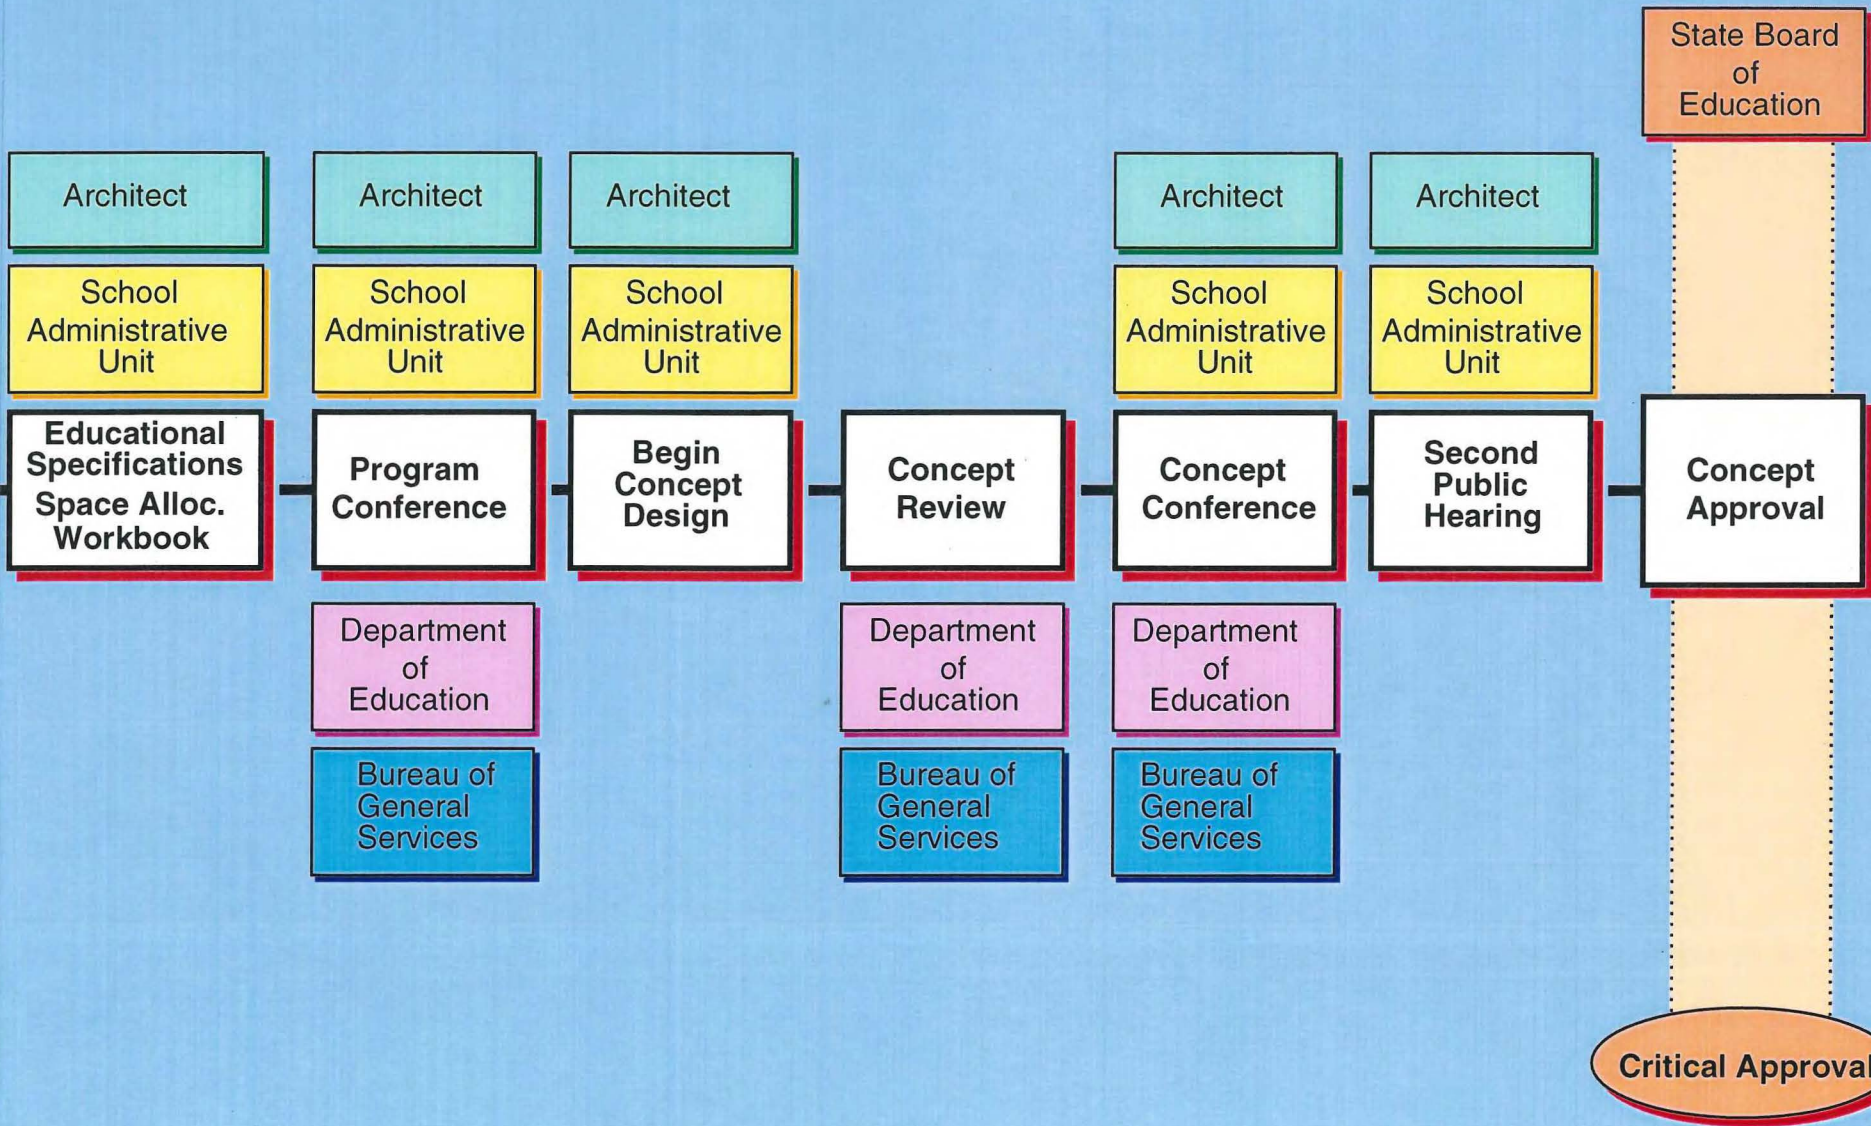 State Board
of
Education
Architect
Architect
Architect
Architect
Architect
School
Administrative
Unit
School
Administrative
Unit
School
Administrative
Unit
School
Administrative
Unit
School
Administrative
Unit
Educational
Specifications
Space Alloc.
Workbook
Program
Conference
Begin
Concept
Design
Concept
Review
Concept
Conference
Second
Public
Hearing
Concept
Approval
Department
of
Education
Department
of
Education
Department
of
Education
Bureau of
General
Services
Bureau of
General
Services
Bureau of
General
Services
Critical Approval